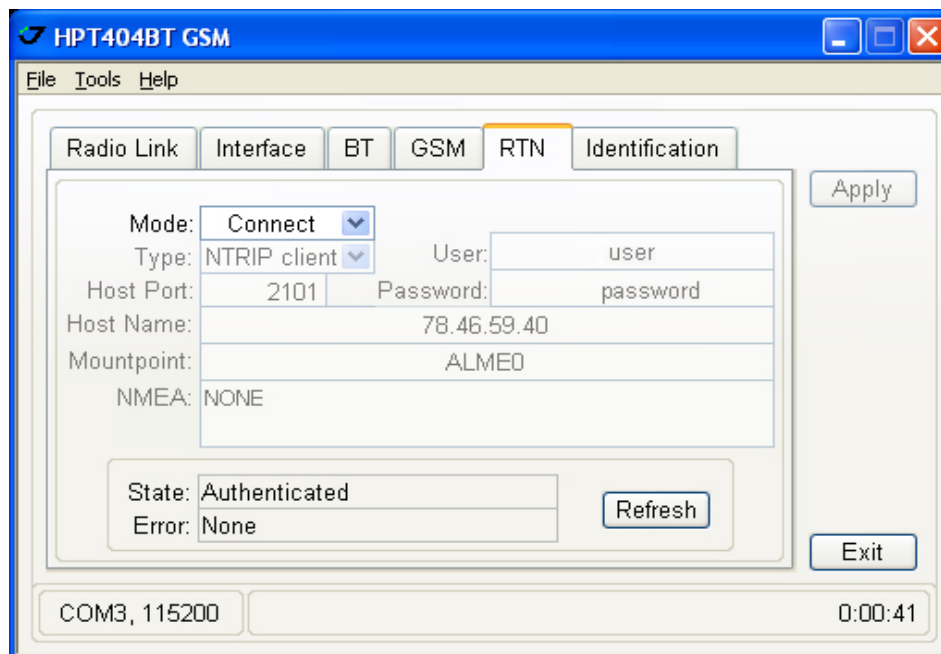 HPT404BT GSM
File Tools Help
Radio Link Interface BT GSM RTN Identification
Apply
Mode: Connect
Type: NTRIP client User: user
Host Port: 2101 Password: password
Host Name: 78.46.59.40
Mountpoint: ALME0
NMEA: NONE
State: Authenticated
Error: None
Refresh
Exit
COM3, 115200 0:00:41